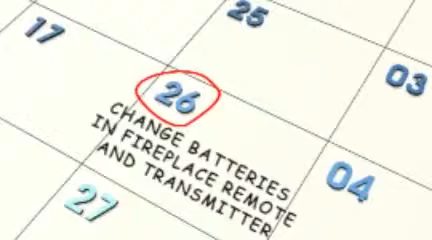 25
17
03
26
CHANGE BATTERIES
IN FIREPLACE REMOTE
AND TRANSMITTER
04
27